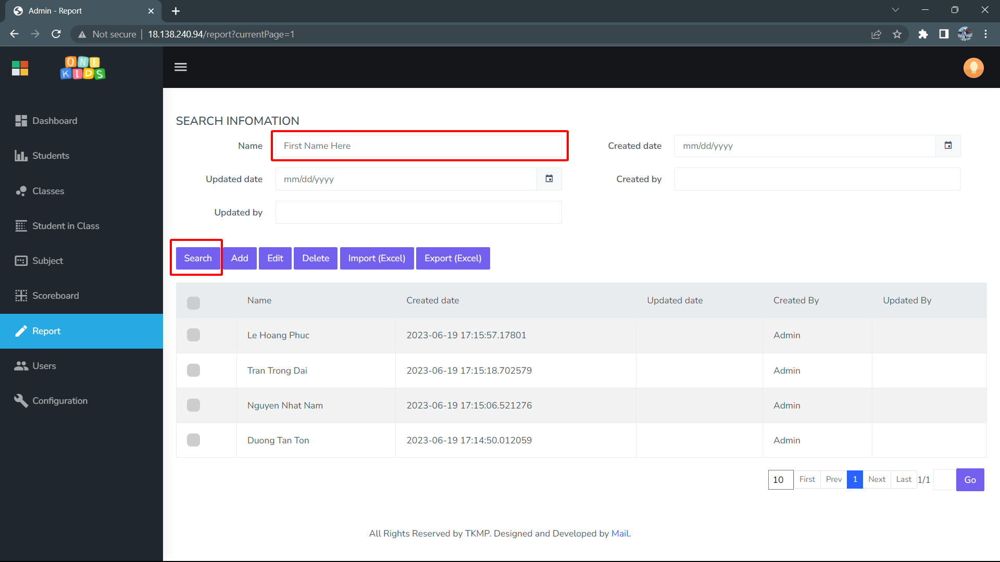 Admin - Report
Not secure 18.138.240.94/report?currentPage=1
ONE
KIDS
Dashboard
Students
Classes
Student in Class
Subject
Scoreboard
Report
Users
Configuration
SEARCH INFOMATION
Name First Name Here Created date mm/dd/yyyy
Updated date mm/dd/yyyy Created by
Updated by
Search Add Edit Delete Import (Excel) Export (Excel)
Name Created date Updated date Created By Updated By
Le Hoang Phuc 2023-06-19 17:15:57.17801 Admin
Tran Trong Dai 2023-06-19 17:15:18.702579 Admin
Nguyen Nhat Nam 2023-06-19 17:15:06.521276 Admin
Duong Tan Ton 2023-06-19 17:14:50.012059 Admin
10 First Prev 1 Next Last 1/1 Go
All Rights Reserved by TKMP. Designed and Developed by Mail.